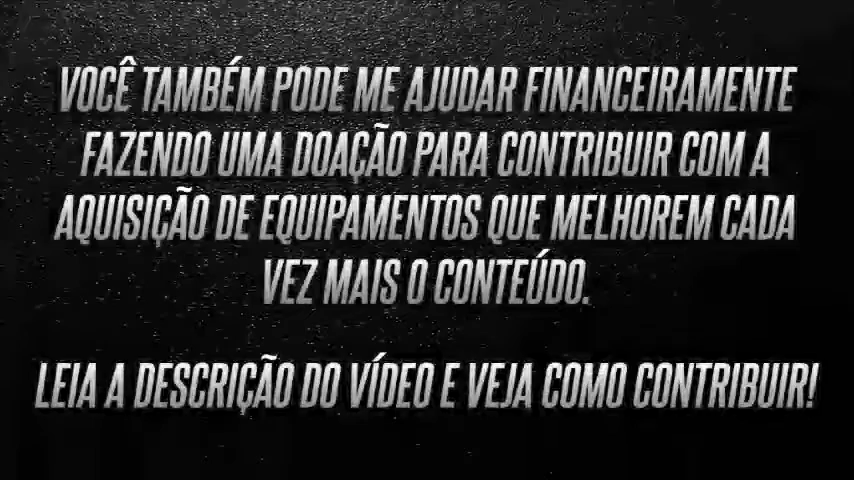 VOCÊ TAMBÉM PODE ME AJUDAR FINANCEIRAMENTE
FAZENDO UMA DOAÇÃO PARA CONTRIBUIR COM A
AQUISIÇÃO DE EQUIPAMENTOS QUE MELHOREM CADA
VEZ MAIS O CONTEÚDO.
LEIA A DESCRIÇÃO DO VÍDEO E VEJA COMO CONTRIBUIR!